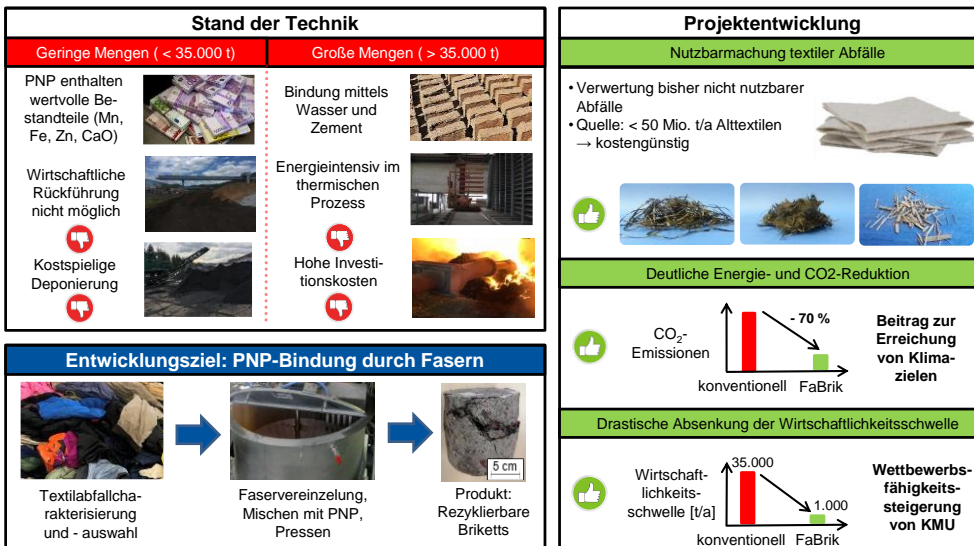 Stand der Technik
Geringe Mengen ( < 35.000 t)
Große Mengen ( > 35.000 t)
PNP enthalten
wertvolle Be-
standteile (Mn,
Fe, Zn, CaO)
Wirtschaftliche
Rückführung
nicht möglich
Kostspielige
Deponierung
Bindung mittels
Wasser und
Zement
Energieintensiv im
thermischen
Prozess
Hohe Investi-
tionskosten
Entwicklungsziel: PNP-Bindung durch Fasern
Textilabfallcha-
rakterisierung
und - auswahl
Faservereinzelung,
Mischen mit PNP,
Pressen
5 cm
Produkt:
Rezyklierbare
Briketts
Projektentwicklung
Nutzbarmachung textiler Abfälle
• Verwertung bisher nicht nutzbarer
Abfälle
• Quelle: < 50 Mio. t/a Alttextilen
→ kostengünstig
Deutliche Energie- und CO2-Reduktion
CO₂-
Emissionen
- 70 %
konventionell
FaBrik
Beitrag zur
Erreichung
von Klima-
zielen
Drastische Absenkung der Wirtschaftlichkeitsschwelle
Wirtschaft-
lichkeits-
schwelle [t/a]
35.000
1.000
konventionell
FaBrik
Wettbewerbs-
fähigkeits-
steigerung
von KMU